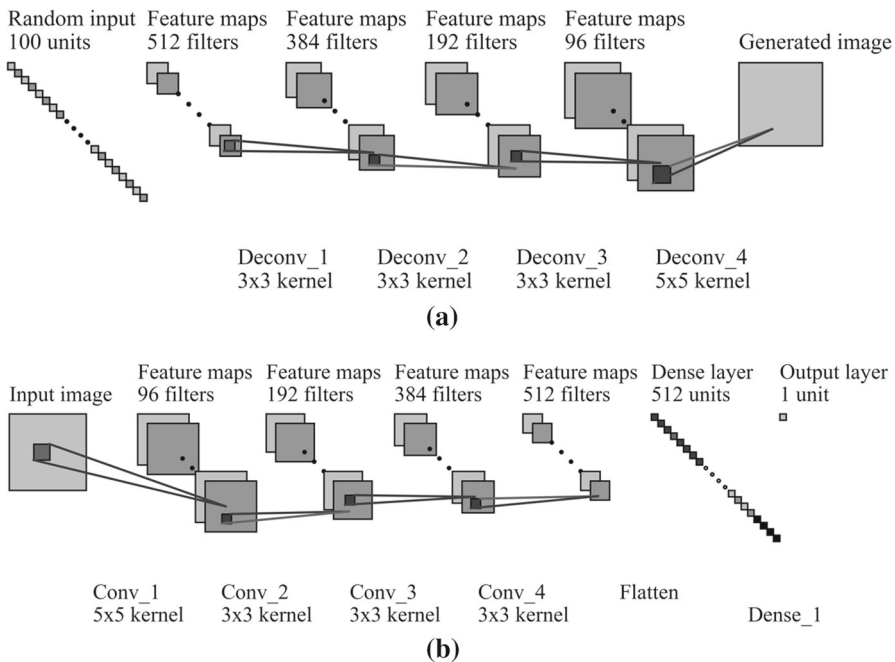 Random input
100 units
Feature maps
512 filters
Feature maps
384 filters
Feature maps
192 filters
Feature maps
96 filters
Generated image
Deconv_1
3x3 kernel
Deconv_2
3x3 kernel
Deconv_3
3x3 kernel
Deconv_4
5x5 kernel
(a)
Input image
Feature maps
96 filters
Feature maps
192 filters
Feature maps
384 filters
Feature maps
512 filters
Dense layer
512 units
Output layer
1 unit
Conv_1
5x5 kernel
Conv_2
3x3 kernel
Conv_3
3x3 kernel
Conv_4
3x3 kernel
Flatten
Dense_1
(b)